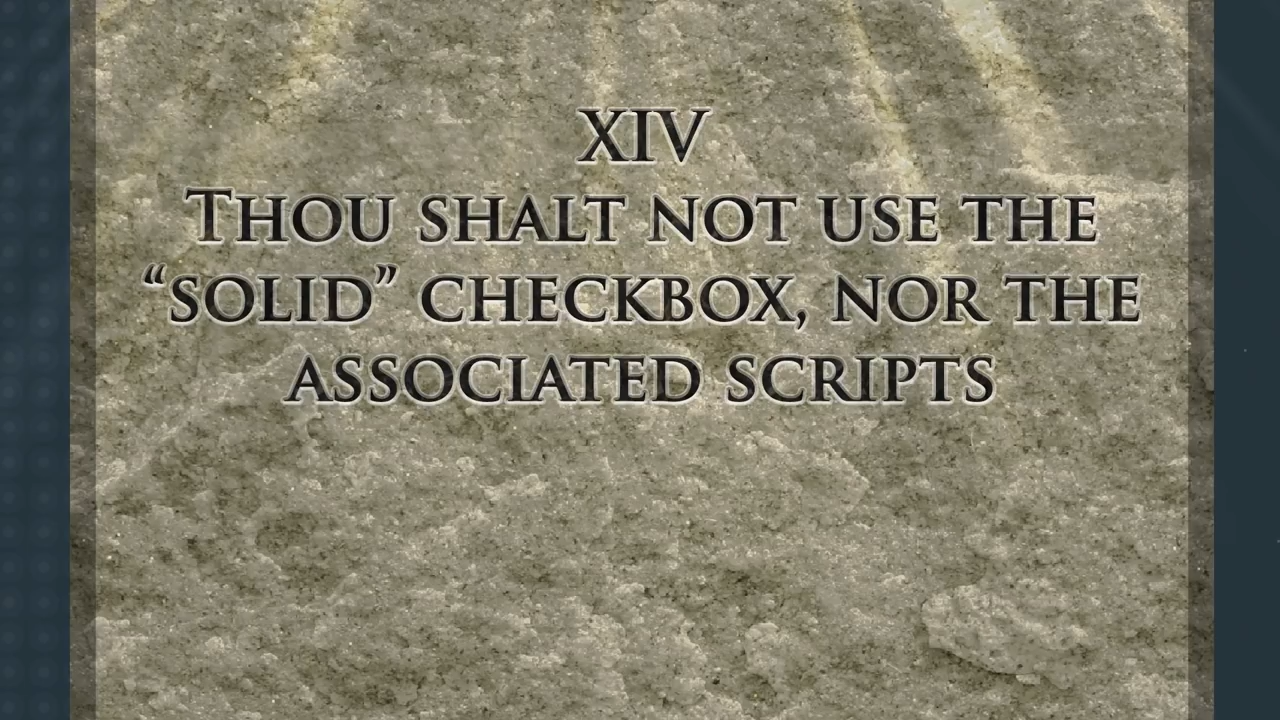 XIV
Thou shalt not use the
“solid” checkbox, nor the
associated scripts